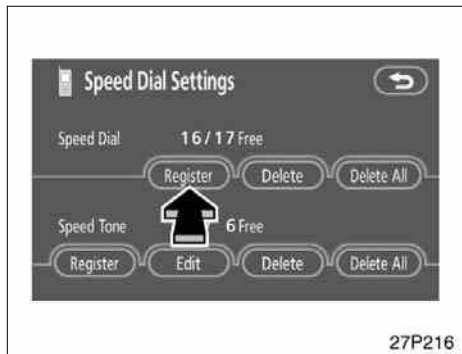 Speed Dial Settings
Speed Dial 16/17 Free
Register Delete Delete All
Speed Tone 6 Free
Register Edit Delete Delete All
27P216